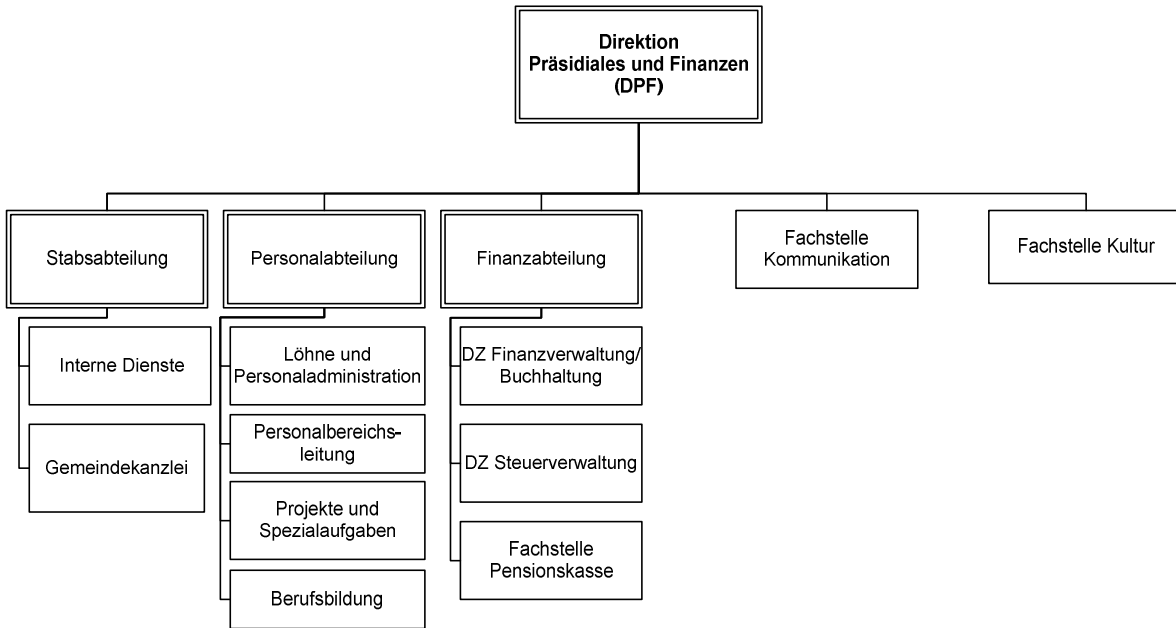 Direktion
Präsidiales und Finanzen
(DPF)
Stabsabteilung
Personalabteilung
Finanzabteilung
Fachstelle
Kommunikation
Fachstelle Kultur
Interne Dienste
Gemeindekanzlei
Löhne und
Personaladministration
Personalbereichs-
leitung
Projekte und
Spezialaufgaben
Berufsbildung
DZ Finanzverwaltung/
Buchhaltung
DZ Steuerverwaltung
Fachstelle
Pensionskasse